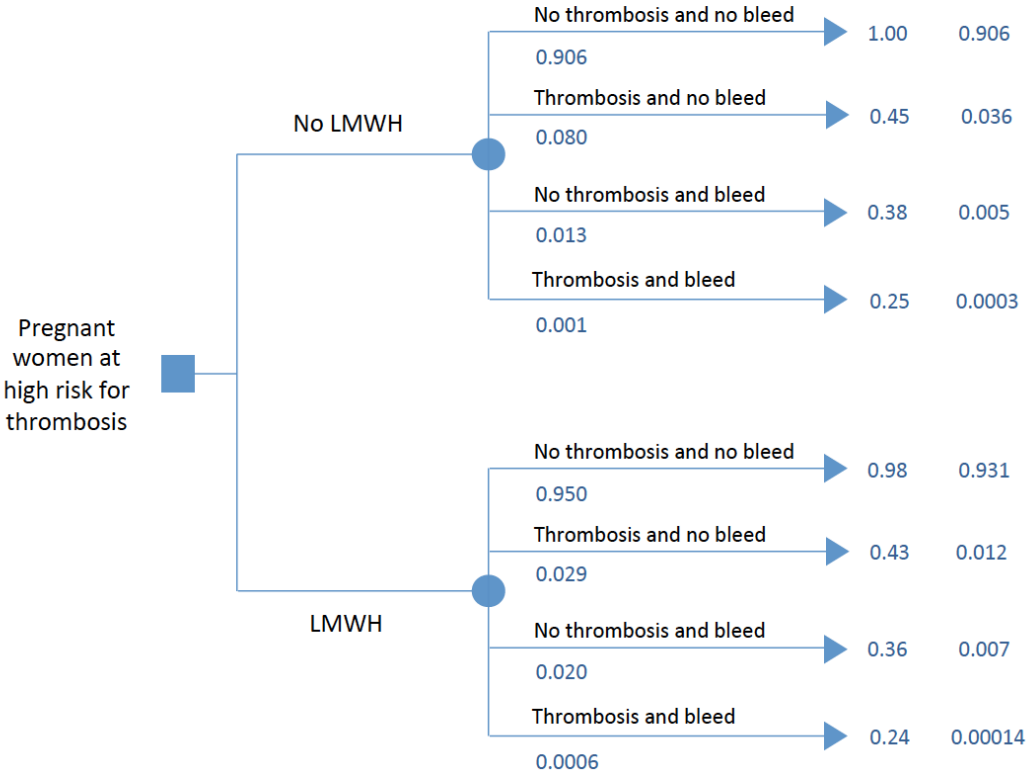 No thrombosis and no bleed
0.906
1.00 0.906
Thrombosis and no bleed
0.080
0.45 0.036
No LMWH
No thrombosis and bleed
0.013
0.38 0.005
Thrombosis and bleed
0.001
0.25 0.0003
Pregnant
women at
high risk for
thrombosis
No thrombosis and no bleed
0.950
0.98 0.931
Thrombosis and no bleed
0.029
0.43 0.012
LMWH
No thrombosis and bleed
0.020
0.36 0.007
Thrombosis and bleed
0.0006
0.24 0.00014